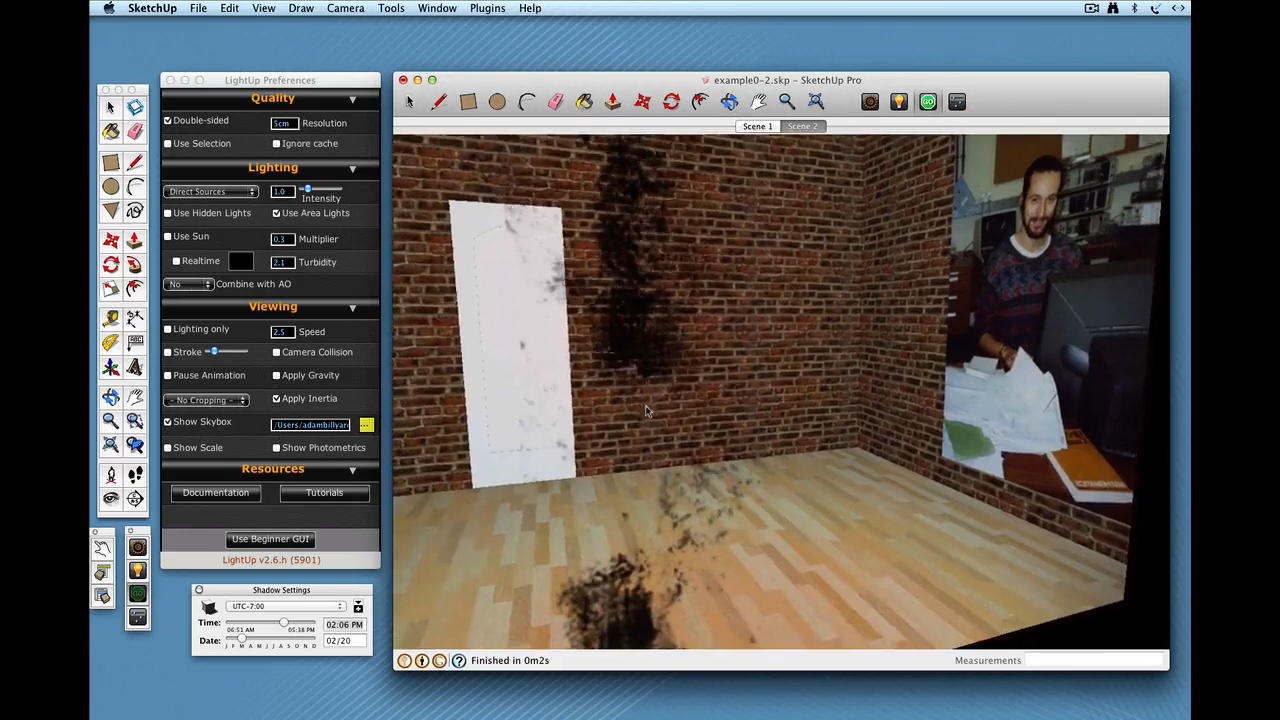 SketchUp File Edit View Draw Camera Tools Window Plugins Help
LightUp Preferences
Quality
Double-sided 5cm Resolution
Use Selection Ignore cache
Lighting
Direct Sources 1.0 Intensity
Use Hidden Lights Use Area Lights
Use Sun 0.3 Multiplier
Realtime 2.1 Turbidity
No Combine with AO
Viewing
Lighting only 2.5 Speed
Stroke Camera Collision
Pause Animation Apply Gravity
- No Cropping - Apply Inertia
Show Skybox /Users/adambillyard
Show Scale Show Photometrics
Resources
Documentation Tutorials
Use Beginner GUI
LightUp v2.6.h (5901)
Shadow Settings
UTC-7:00
Time: 02:06 PM
06:51 AM 05:38 PM
Date: 02/20
J F M A M J J A S O N D
example0-2.skp - SketchUp Pro
GO
Scene 1 Scene 2
Finished in 0m2s Measurements